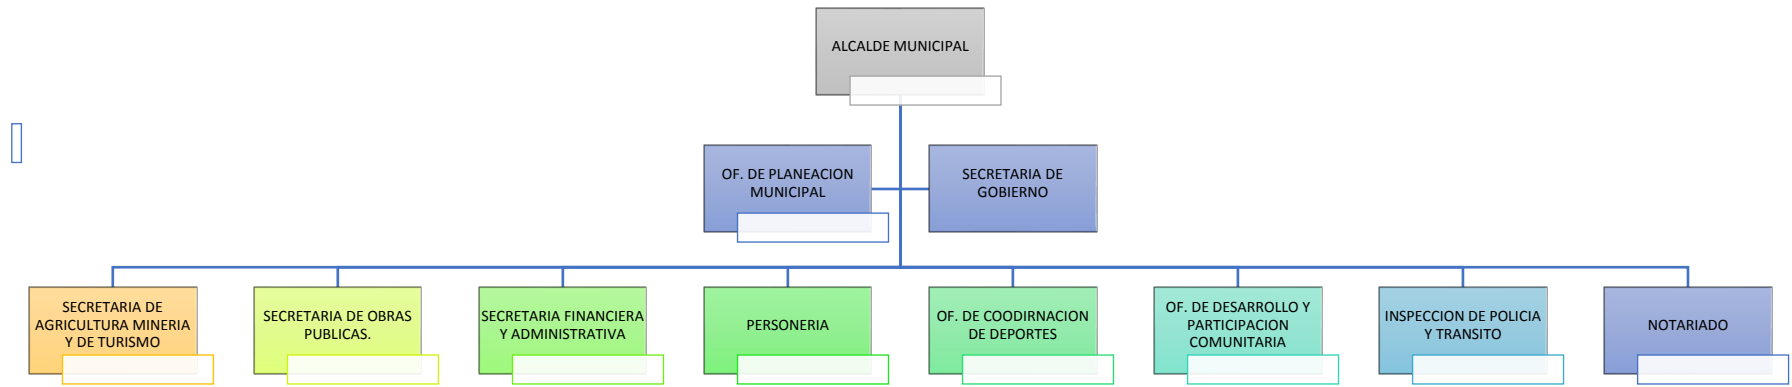 ALCALDE MUNICIPAL
OF. DE PLANEACION
MUNICIPAL
SECRETARIA DE
GOBIERNO
SECRETARIA DE
AGRICULTURA MINERIA
Y DE TURISMO
SECRETARIA DE OBRAS
PUBLICAS.
SECRETARIA FINANCIERA
Y ADMINISTRATIVA
PERSONERIA
OF. DE COODIRNACION
DE DEPORTES
OF. DE DESARROLLO Y
PARTICIPACION
COMUNITARIA
INSPECCION DE POLICIA
Y TRANSITO
NOTARIADO